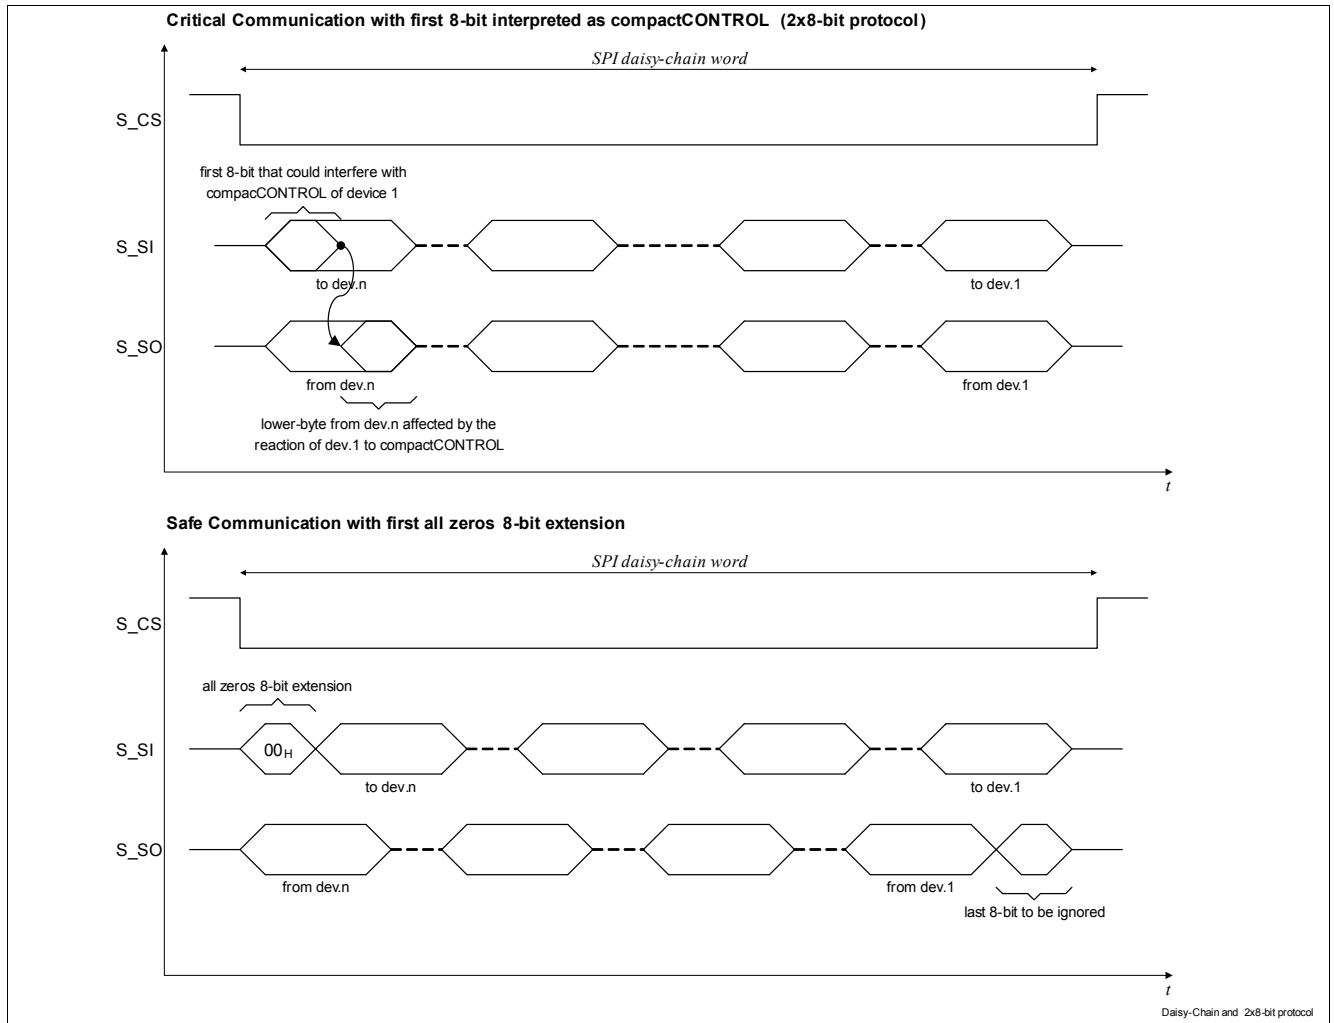 Critical Communication with first 8-bit interpreted as compactCONTROL (2x8-bit protocol)
SPI daisy-chain word
S_CS
first 8-bit that could interfere with
compacCONTROL of device 1
S_SI
to dev.n
to dev.1
S_SO
from dev.n
from dev.1
lower-byte from dev.n affected by the
reaction of dev.1 to compactCONTROL
t
Safe Communication with first all zeros 8-bit extension
SPI daisy-chain word
S_CS
all zeros 8-bit extension
S_SI
00H
to dev.n
to dev.1
S_SO
from dev.n
from dev.1
last 8-bit to be ignored
t
Daisy-Chain and 2x8-bit protocol